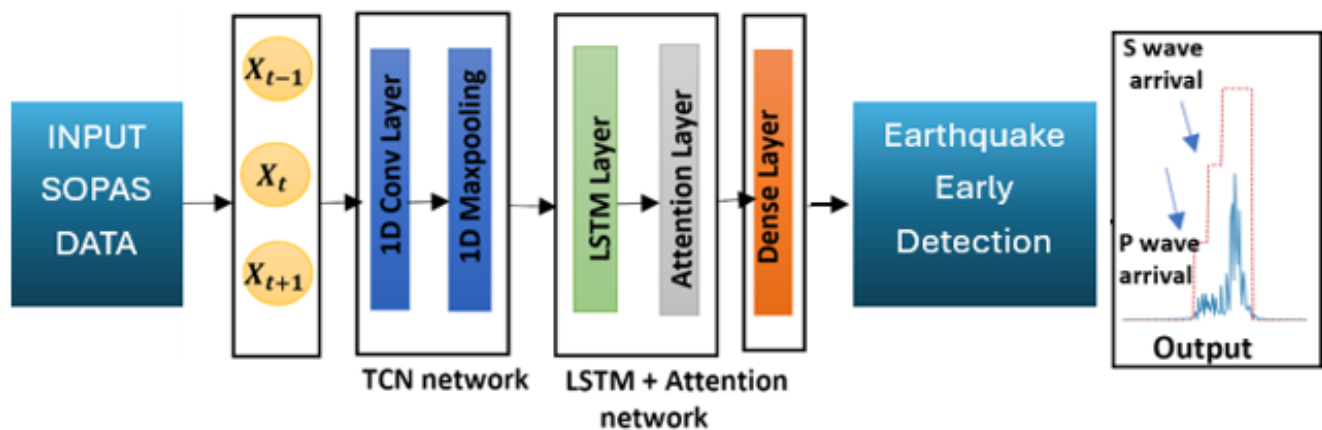 INPUT
SOPAS
DATA
X_{t-1}
X_t
X_{t+1}
1D Conv Layer
1D Maxpooling
TCN network
LSTM Layer
Attention Layer
LSTM + Attention
network
Dense Layer
Earthquake
Early
Detection
S wave
arrival
P wave
arrival
Output